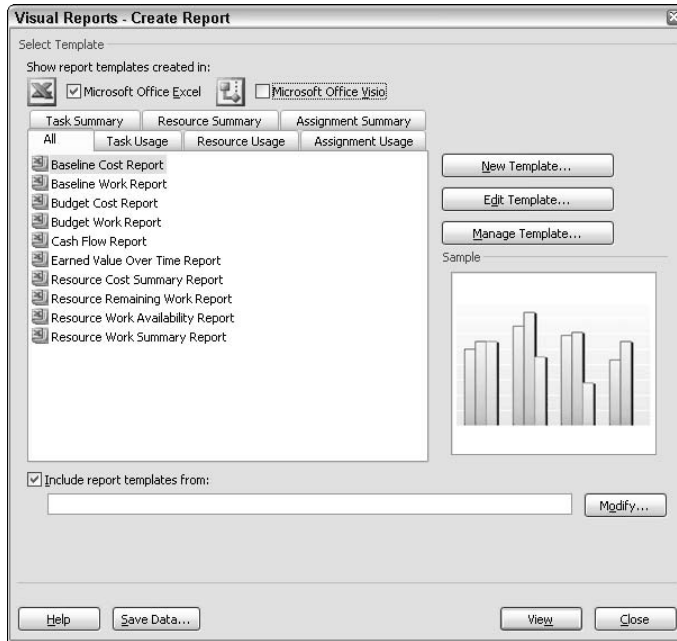 Visual Reports - Create Report
Select Template
Show report templates created in:
Microsoft Office Excel
Microsoft Office Visio
Task Summary
Resource Summary
Assignment Summary
All
Task Usage
Resource Usage
Assignment Usage
Baseline Cost Report
Baseline Work Report
Budget Cost Report
Budget Work Report
Cash Flow Report
Earned Value Over Time Report
Resource Cost Summary Report
Resource Remaining Work Report
Resource Work Availability Report
Resource Work Summary Report
New Template...
Edit Template...
Manage Template...
Sample
Include report templates from:
Modify...
Help
Save Data...
View
Close